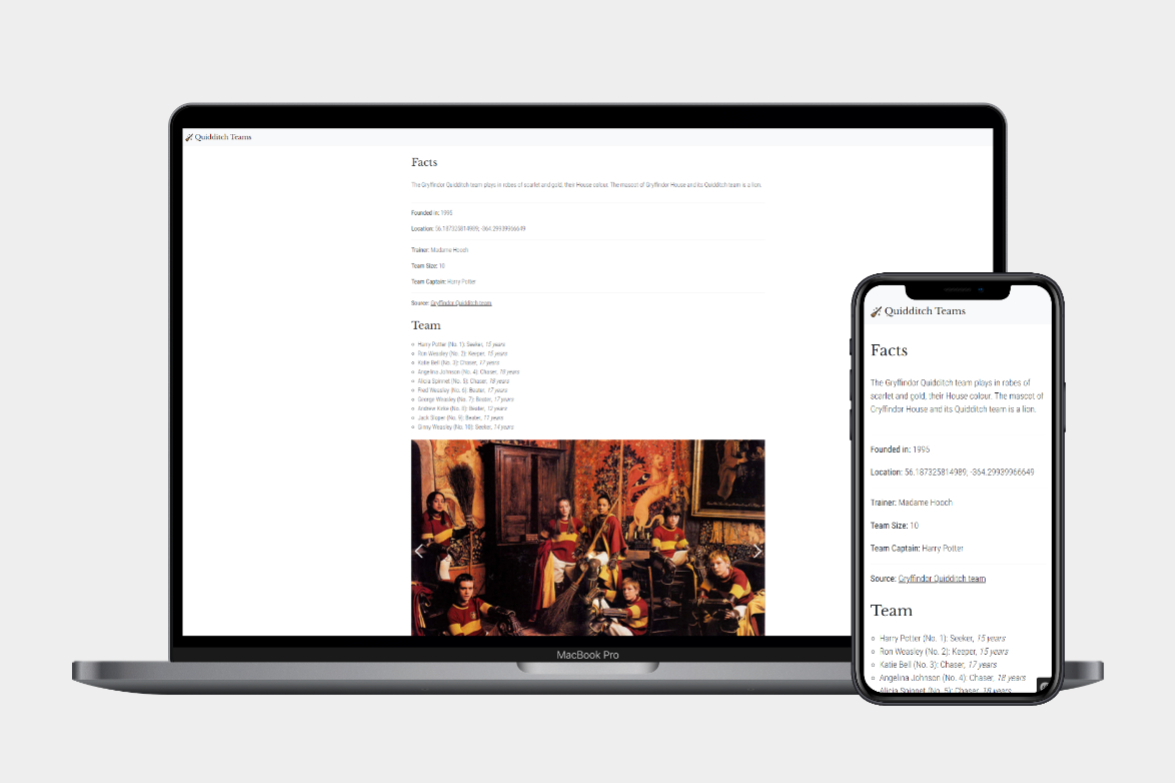 Quidditch Teams
Facts
The Gryffindor Quidditch team plays in robes of scarlet and gold, their House colour. The mascot of Gryffindor House and its Quidditch team is a lion.
Founded in: 1995
Location: 56.187325814989, -364.29939966649
Trainer: Madame Hooch
Team Size: 10
Team Captain: Harry Potter
Source: Gryffindor Quidditch team
Team
Harry Potter (No. 1): Seeker, 15 years
Ron Weasley (No. 2): Keeper, 15 years
Katie Bell (No. 3): Chaser, 17 years
Angelina Johnson (No. 4): Chaser, 18 years
Alicia Spinnet (No. 5): Chaser, 18 years
Fred Weasley (No. 6): Beater, 17 years
George Weasley (No. 7): Beater, 17 years
Andrew Kirke (No. 8): Beater, 12 years
Jack Sloper (No. 9): Beater, 12 years
Ginny Weasley (No. 10): Seeker, 14 years
MacBook Pro
Quidditch Teams
Facts
The Gryffindor Quidditch team plays in robes of
scarlet and gold, their House colour. The mascot of
Gryffindor House and its Quidditch team is a lion.
Founded in: 1995
Location: 56.187325814989, -364.29939966649
Trainer: Madame Hooch
Team Size: 10
Team Captain: Harry Potter
Source: Gryffindor Quidditch team
Team
Harry Potter (No. 1): Seeker, 15 years
Ron Weasley (No. 2): Keeper, 15 years
Katie Bell (No. 3): Chaser, 17 years
Angelina Johnson (No. 4): Chaser, 18 years
Alicia Spinnet (No. 5): Chaser, 18 years